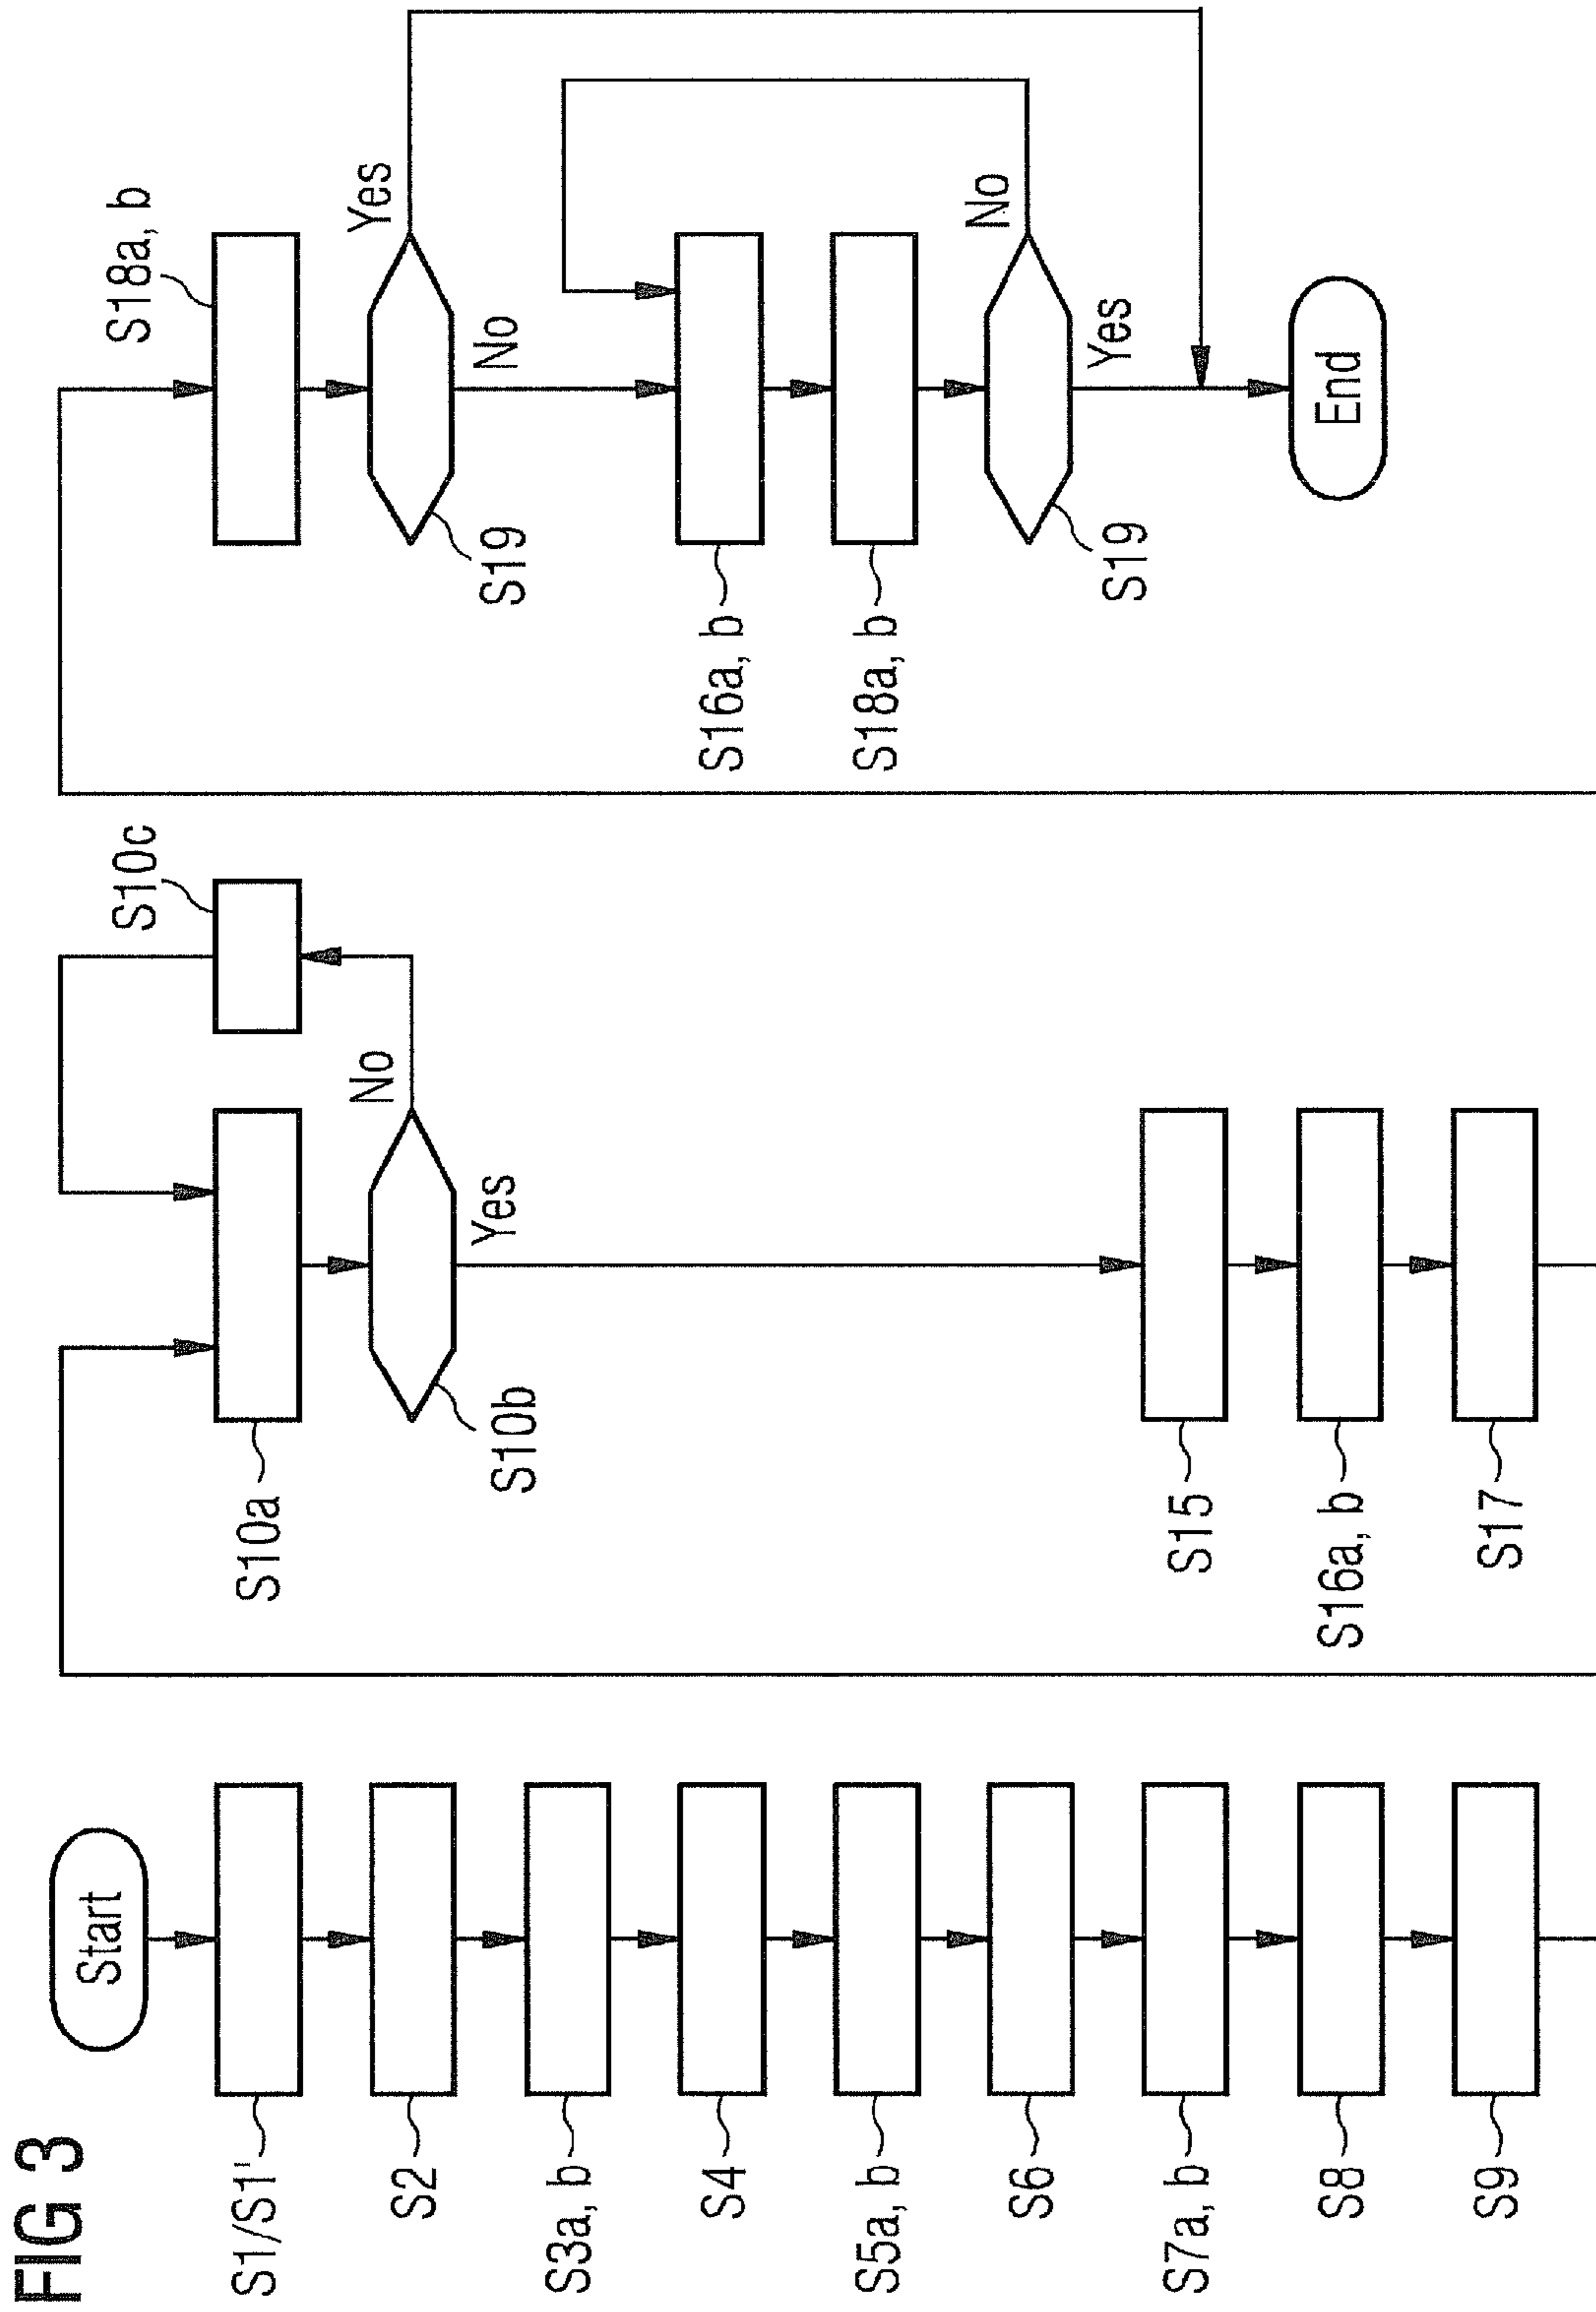 FIG 3
Start
S1/S1'
S2
S3a, b
S4
S5a, b
S6
S7a, b
S8
S9
S10a
S10c
No
S10b
Yes
S15
S16a, b
S17
S18a, b
Yes
S19
No
S16a, b
S18a, b
No
S19
Yes
End